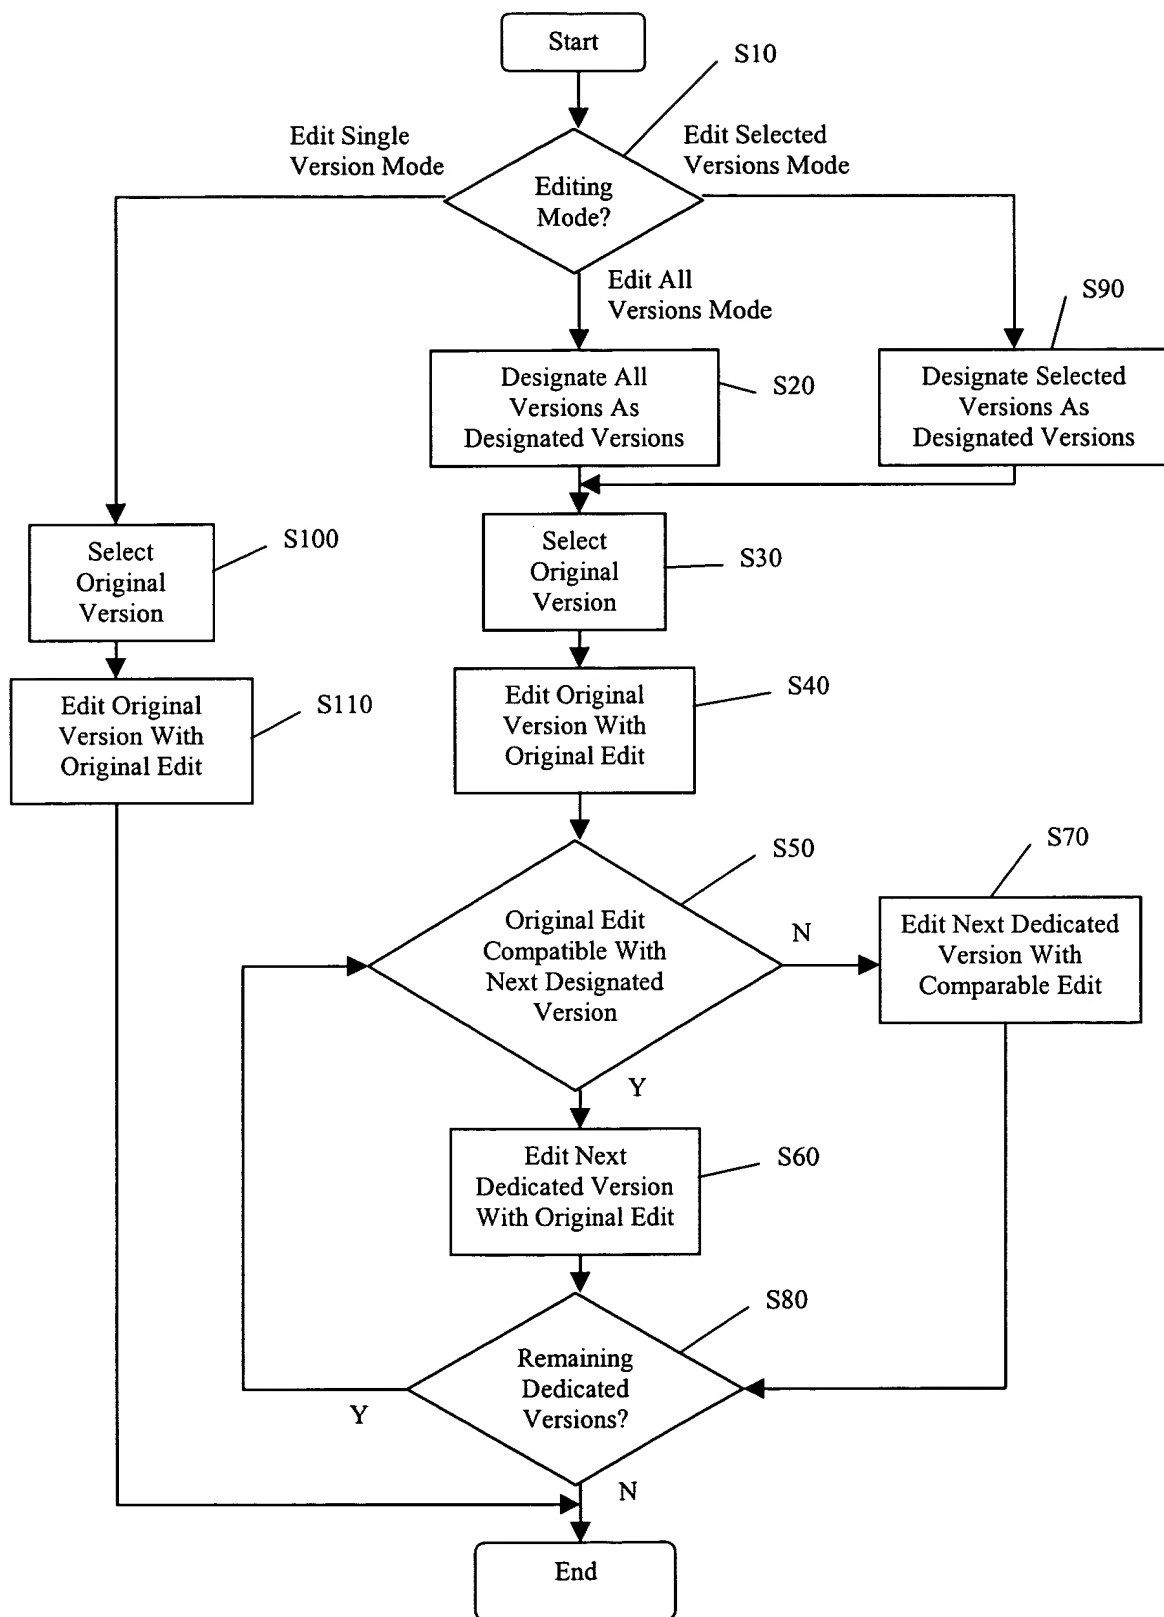 Start
S10
Edit Single
Version Mode
Edit Selected
Versions Mode
Editing
Mode?
Edit All
Versions Mode
S90
Designate All
Versions As
Designated Versions
S20
Designate Selected
Versions As
Designated Versions
Select
Original
Version
S100
Select
Original
Version
S30
Edit Original
Version With
Original Edit
S110
Edit Original
Version With
Original Edit
S40
S50
S70
Original Edit
Compatible With
Next Designated
Version
N
Edit Next Dedicated
Version With
Comparable Edit
Y
Edit Next
Dedicated Version
With Original Edit
S60
S80
Remaining
Dedicated
Versions?
Y
N
End